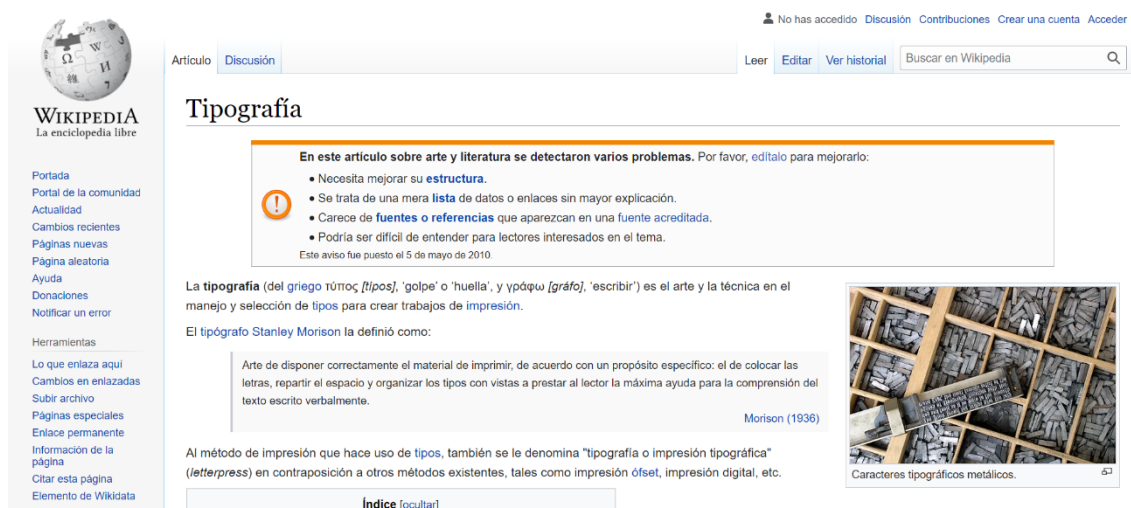 No has accedido Discusión Contribuciones Crear una cuenta Acceder
Artículo Discusión
Leer Editar Ver historial Buscar en Wikipedia
WIKIPEDIA
La enciclopedia libre
Portada
Portal de la comunidad
Actualidad
Cambios recientes
Páginas nuevas
Página aleatoria
Ayuda
Donaciones
Notificar un error
Herramientas
Lo que enlaza aquí
Cambios en enlazadas
Subir archivo
Páginas especiales
Enlace permanente
Información de la
página
Citar esta página
Elemento de Wikidata
Tipografía
En este artículo sobre arte y literatura se detectaron varios problemas. Por favor, edítalo para mejorarlo:
• Necesita mejorar su estructura.
• Se trata de una mera lista de datos o enlaces sin mayor explicación.
• Carece de fuentes o referencias que aparezcan en una fuente acreditada.
• Podría ser difícil de entender para lectores interesados en el tema.
Este aviso fue puesto el 5 de mayo de 2010.
La tipografía (del griego τύπος [típos], ‘golpe’ o ‘huella’, y γράφω [gráfo], ‘escribir’) es el arte y la técnica en el
manejo y selección de tipos para crear trabajos de impresión.
El tipógrafo Stanley Morison la definió como:
Arte de disponer correctamente el material de imprimir, de acuerdo con un propósito específico: el de colocar las
letras, repartir el espacio y organizar los tipos con vistas a prestar al lector la máxima ayuda para la comprensión del
texto escrito verbalmente.
Morison (1936)
Al método de impresión que hace uso de tipos, también se le denomina "tipografía o impresión tipográfica"
(letterpress) en contraposición a otros métodos existentes, tales como impresión ófset, impresión digital, etc.
Caracteres tipográficos metálicos.
Índice [ocultar]